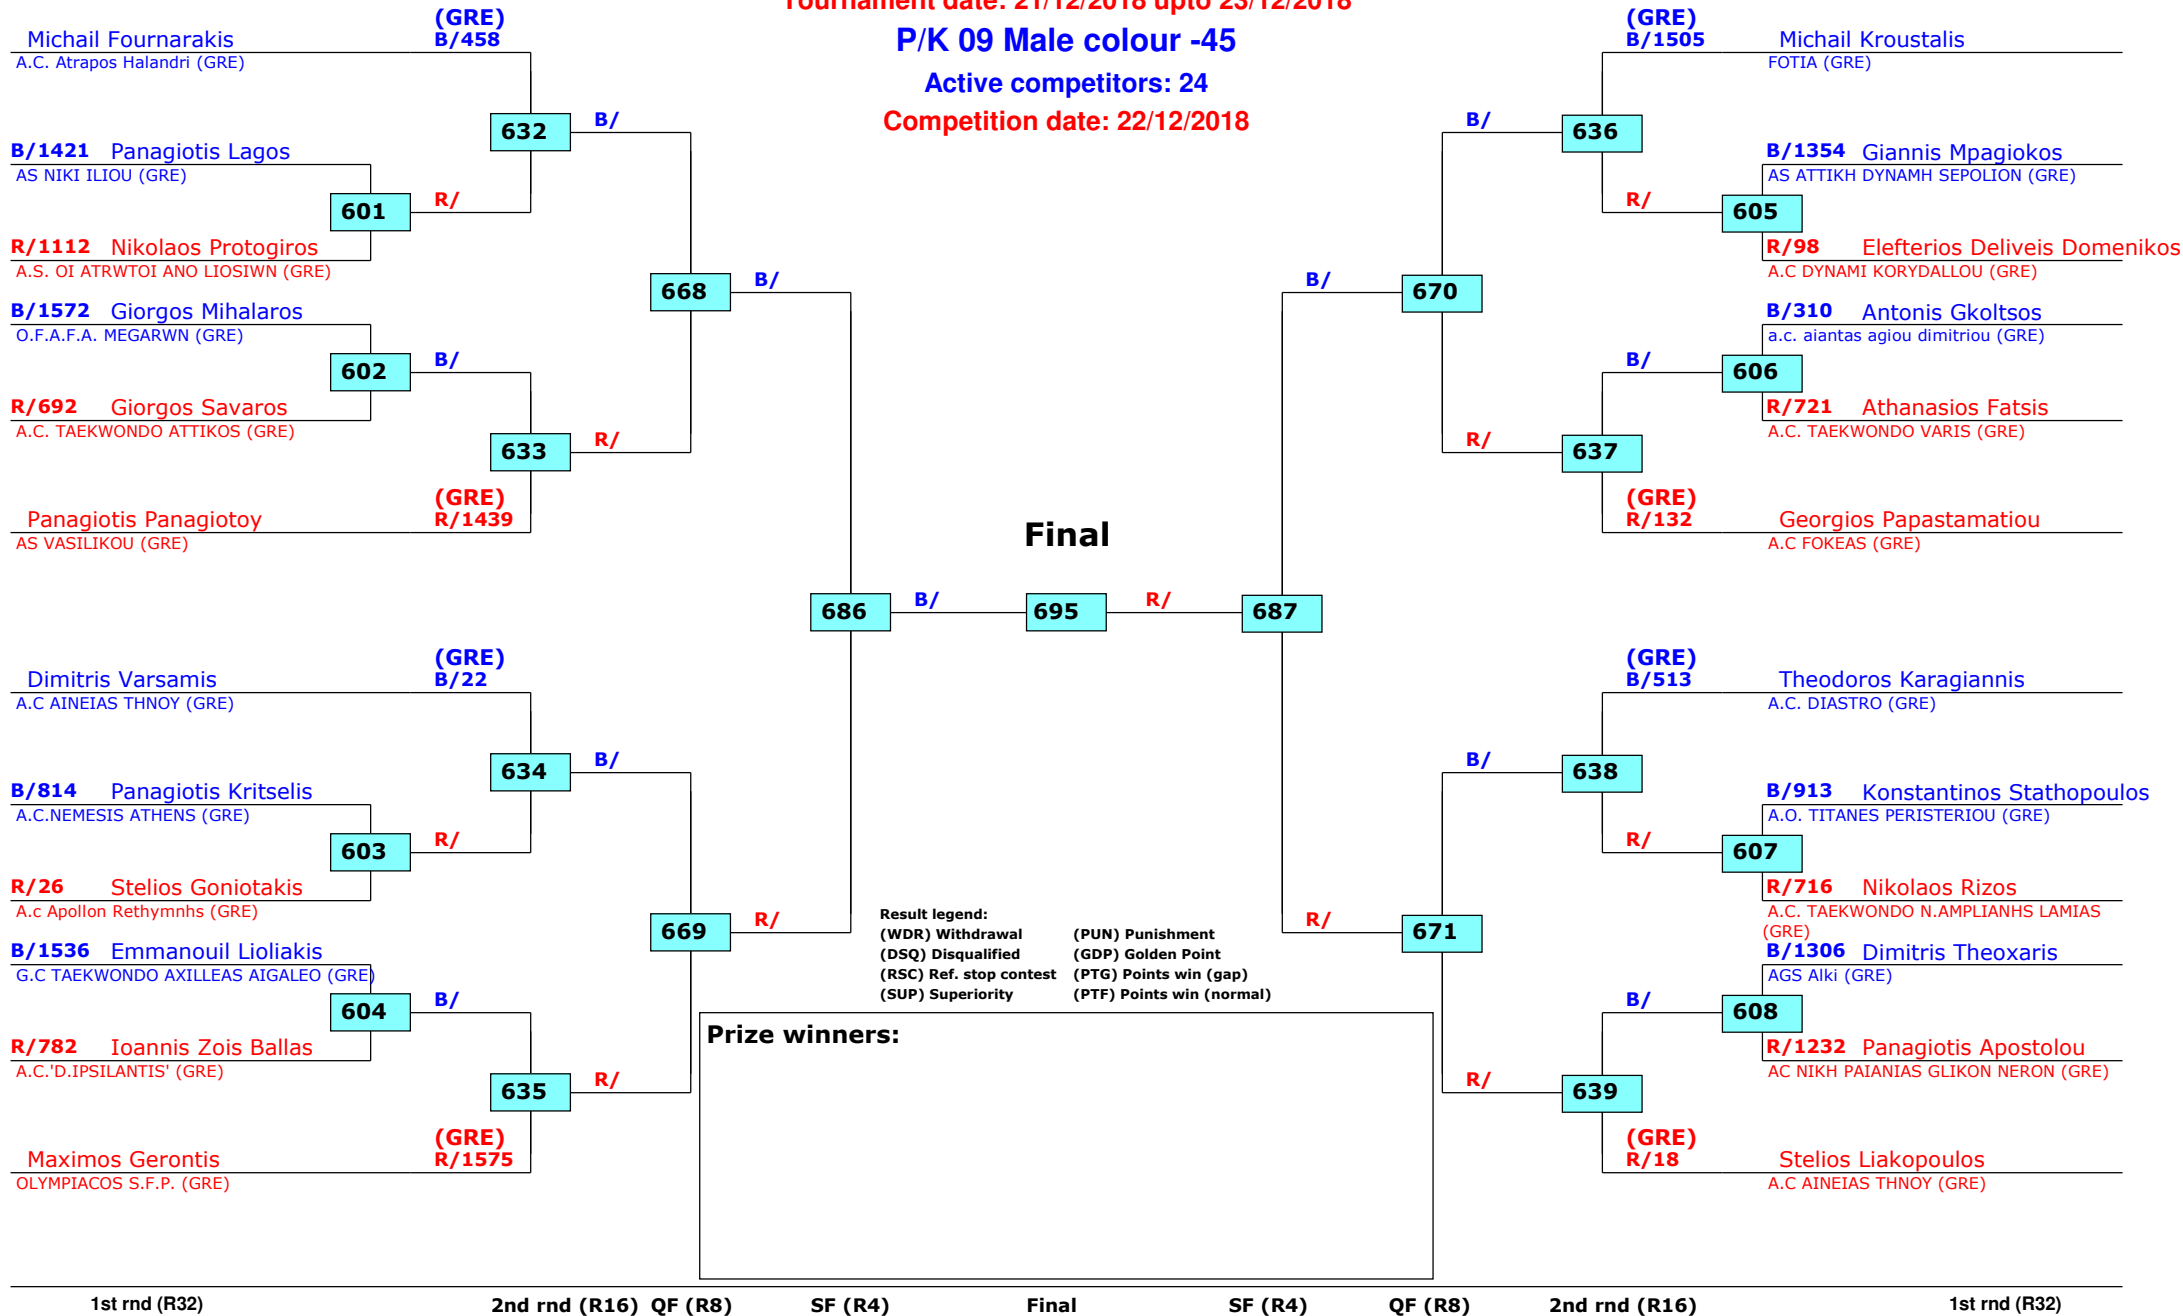 Tournament date: 21/12/2018 upto 23/12/2018
P/K 09 Male colour -45
Active competitors: 24
Competition date: 22/12/2018
(GRE)
Michail Fournarakis B/458
A.C. Atrapos Halandri (GRE)
632 B/
B/1421 Panagiotis Lagos
AS NIKI ILIOU (GRE)
601 R/
R/1112 Nikolaos Protogiros
A.S. OI ATRWTOI ANO LIOSIWN (GRE)
668 B/
B/1572 Giorgos Mihalaros
O.F.A.F.A. MEGARWN (GRE)
602 B/
R/692 Giorgos Savaros
A.C. TAEKWONDO ATTIKOS (GRE)
633 R/
(GRE)
Panagiotis Panagiotoy R/1439
AS VASILIKOU (GRE)
686 B/
(GRE)
Dimitris Varsamis B/22
A.C AINEIAS THNOY (GRE)
634 B/
B/814 Panagiotis Kritselis
A.C.NEMESIS ATHENS (GRE)
603 R/
R/26 Stelios Goniotakis
A.c Apollon Rethymnhs (GRE)
669 R/
B/1536 Emmanouil Lioliakis
G.C TAEKWONDO AXILLEAS AIGALEO (GRE)
604 B/
R/782 Ioannis Zois Ballas
A.C.'D.IPSILANTIS' (GRE)
635 R/
(GRE)
Maximos Gerontis R/1575
OLYMPIACOS S.F.P. (GRE)
Final
695 R/
687
(GRE)
B/1505 Michail Kroustalis
FOTIA (GRE)
B/ 636
B/1354 Giannis Mpagiokos
AS ATTIKH DYNAMH SEPOLION (GRE)
R/ 605
R/98 Elefterios Deliveis Domenikos
A.C DYNAMI KORYDALLOU (GRE)
B/ 670
B/310 Antonis Gkoltsos
a.c. aiantas agiou dimitriou (GRE)
B/ 606
R/721 Athanasios Fatsis
A.C. TAEKWONDO VARIS (GRE)
R/ 637
(GRE)
R/132 Georgios Papastamatiou
A.C FOKEAS (GRE)
(GRE)
B/513 Theodoros Karagiannis
A.C. DIASTRO (GRE)
B/ 638
B/913 Konstantinos Stathopoulos
A.O. TITANES PERISTERIOU (GRE)
R/ 607
R/716 Nikolaos Rizos
A.C. TAEKWONDO N.AMPLIANHS LAMIAS
(GRE)
R/ 671
B/1306 Dimitris Theoxaris
AGS Alki (GRE)
B/ 608
R/1232 Panagiotis Apostolou
AC NIKH PAIANIAS GLIKON NERON (GRE)
R/ 639
(GRE)
R/18 Stelios Liakopoulos
A.C AINEIAS THNOY (GRE)
Result legend:
(WDR) Withdrawal (PUN) Punishment
(DSQ) Disqualified (GDP) Golden Point
(RSC) Ref. stop contest (PTG) Points win (gap)
(SUP) Superiority (PTF) Points win (normal)
Prize winners:
1st rnd (R32) 2nd rnd (R16) QF (R8) SF (R4) Final SF (R4) QF (R8) 2nd rnd (R16) 1st rnd (R32)